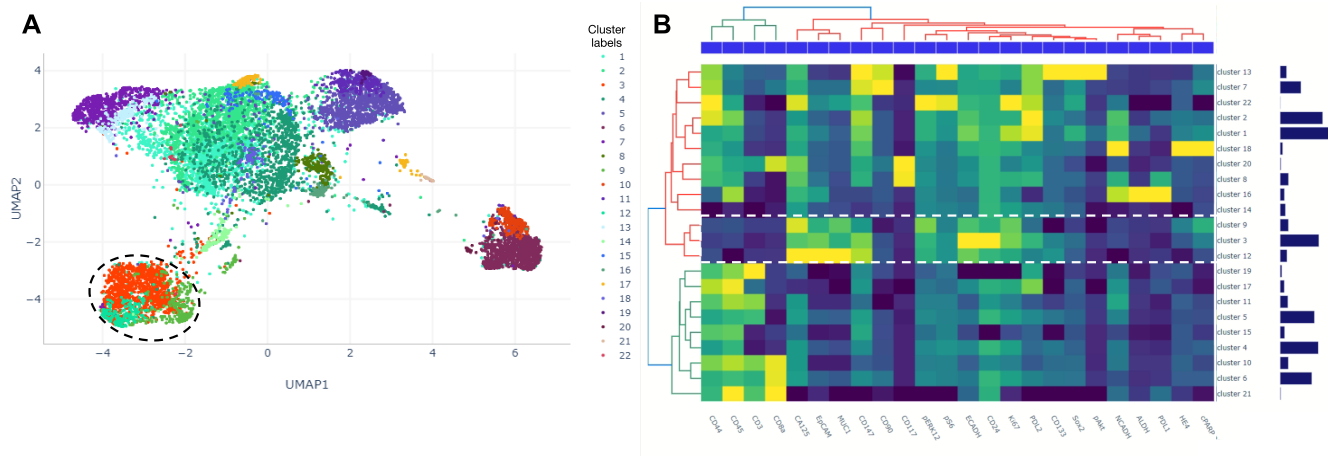 A
B
Cluster
labels
1
2
3
4
5
6
7
8
9
10
11
12
13
14
15
16
17
18
19
20
21
22
4
2
0
−2
−4
UMAP2
−4
−2
0
2
4
6
UMAP1
cluster 13
cluster 7
cluster 22
cluster 2
cluster 1
cluster 18
cluster 20
cluster 8
cluster 16
cluster 14
cluster 9
cluster 3
cluster 12
cluster 19
cluster 17
cluster 11
cluster 5
cluster 15
cluster 4
cluster 10
cluster 6
cluster 21
CD44
CD45
CD3
CD8a
CA125
EpCAM
MUC1
CD147
CD90
CD117
pERK12
pS6
ECADH
CD24
Ki67
PDL2
CD133
Sox2
pAkt
NCADH
ALDH
PDL1
HE4
cPARP